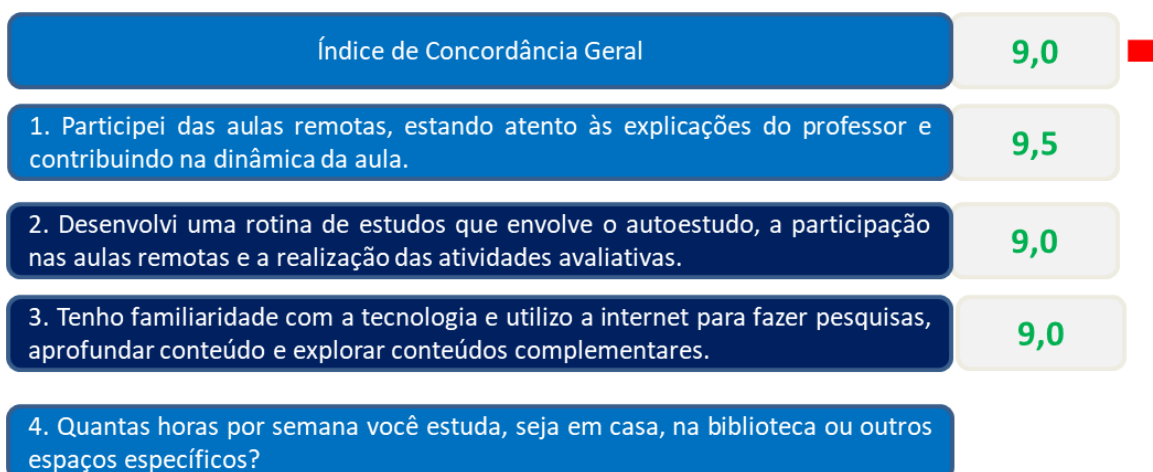 Índice de Concordância Geral
9,0
1. Participei das aulas remotas, estando atento às explicações do professor e
contribuindo na dinâmica da aula.
9,5
2. Desenvolvi uma rotina de estudos que envolve o autoestudo, a participação
nas aulas remotas e a realização das atividades avaliativas.
9,0
3. Tenho familiaridade com a tecnologia e utilizo a internet para fazer pesquisas,
aprofundar conteúdo e explorar conteúdos complementares.
9,0
4. Quantas horas por semana você estuda, seja em casa, na biblioteca ou outros
espaços específicos?